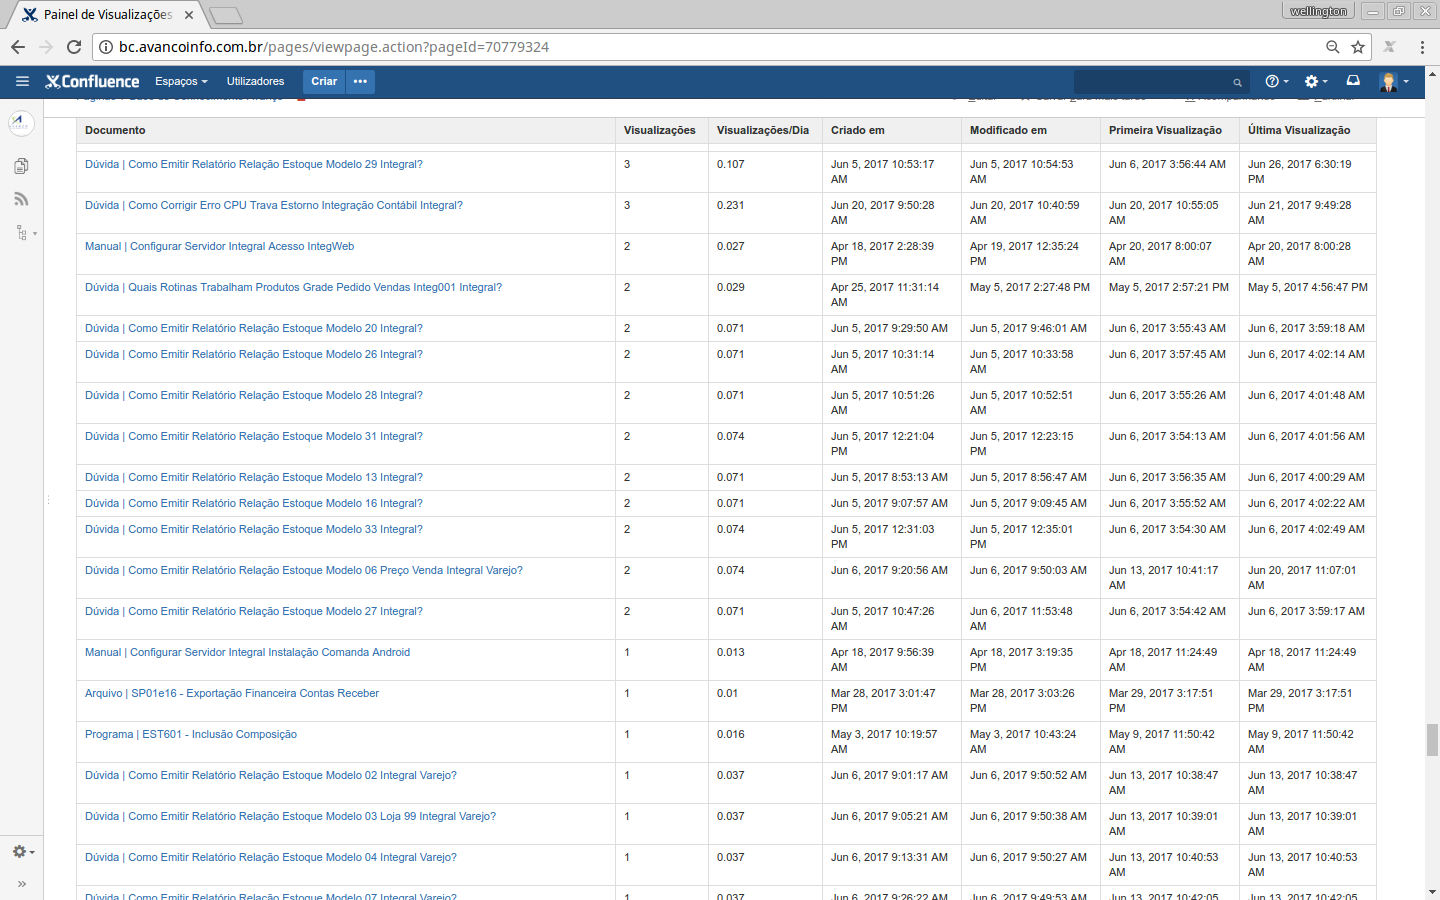 Painel de Visualizações
wellington
bc.avancoinfo.com.br/pages/viewpage.action?pageId=70779324
Confluence Espaços Utilizadores Criar
Documento Visualizações Visualizações/Dia Criado em Modificado em Primeira Visualização Última Visualização
Dúvida | Como Emitir Relatório Relação Estoque Modelo 29 Integral? 3 0.107 Jun 5, 2017 10:53:17 AM Jun 5, 2017 10:54:53 AM Jun 6, 2017 3:56:44 AM Jun 26, 2017 6:30:19 PM
Dúvida | Como Corrigir Erro CPU Trava Estorno Integração Contábil Integral? 3 0.231 Jun 20, 2017 9:50:28 AM Jun 20, 2017 10:40:59 AM Jun 20, 2017 10:55:05 AM Jun 21, 2017 9:49:28 AM
Manual | Configurar Servidor Integral Acesso IntegWeb 2 0.027 Apr 18, 2017 2:28:39 PM Apr 19, 2017 12:35:24 PM Apr 20, 2017 8:00:07 AM Apr 20, 2017 8:00:28 AM
Dúvida | Quais Rotinas Trabalham Produtos Grade Pedido Vendas Integ001 Integral? 2 0.029 Apr 25, 2017 11:31:14 AM May 5, 2017 2:27:48 PM May 5, 2017 2:57:21 PM May 5, 2017 4:56:47 PM
Dúvida | Como Emitir Relatório Relação Estoque Modelo 20 Integral? 2 0.071 Jun 5, 2017 9:29:50 AM Jun 5, 2017 9:46:01 AM Jun 6, 2017 3:55:43 AM Jun 6, 2017 3:59:18 AM
Dúvida | Como Emitir Relatório Relação Estoque Modelo 26 Integral? 2 0.071 Jun 5, 2017 10:31:14 AM Jun 5, 2017 10:33:58 AM Jun 6, 2017 3:57:45 AM Jun 6, 2017 4:02:14 AM
Dúvida | Como Emitir Relatório Relação Estoque Modelo 28 Integral? 2 0.071 Jun 5, 2017 10:51:26 AM Jun 5, 2017 10:52:51 AM Jun 6, 2017 3:55:26 AM Jun 6, 2017 4:01:48 AM
Dúvida | Como Emitir Relatório Relação Estoque Modelo 31 Integral? 2 0.074 Jun 5, 2017 12:21:04 PM Jun 5, 2017 12:23:15 PM Jun 6, 2017 3:54:13 AM Jun 6, 2017 4:01:56 AM
Dúvida | Como Emitir Relatório Relação Estoque Modelo 13 Integral? 2 0.071 Jun 5, 2017 8:53:13 AM Jun 5, 2017 8:56:47 AM Jun 6, 2017 3:56:35 AM Jun 6, 2017 4:00:29 AM
Dúvida | Como Emitir Relatório Relação Estoque Modelo 16 Integral? 2 0.071 Jun 5, 2017 9:07:57 AM Jun 5, 2017 9:09:45 AM Jun 6, 2017 3:55:52 AM Jun 6, 2017 4:02:22 AM
Dúvida | Como Emitir Relatório Relação Estoque Modelo 33 Integral? 2 0.074 Jun 5, 2017 12:31:03 PM Jun 5, 2017 12:35:01 PM Jun 6, 2017 3:54:30 AM Jun 6, 2017 4:02:49 AM
Dúvida | Como Emitir Relatório Relação Estoque Modelo 06 Preço Venda Integral Varejo? 2 0.074 Jun 6, 2017 9:20:56 AM Jun 6, 2017 9:50:03 AM Jun 13, 2017 10:41:17 AM Jun 20, 2017 11:07:01 AM
Dúvida | Como Emitir Relatório Relação Estoque Modelo 27 Integral? 2 0.071 Jun 5, 2017 10:47:26 AM Jun 6, 2017 11:53:48 AM Jun 6, 2017 3:54:42 AM Jun 6, 2017 3:59:17 AM
Manual | Configurar Servidor Integral Instalação Comanda Android 1 0.013 Apr 18, 2017 9:56:39 AM Apr 18, 2017 3:19:35 PM Apr 18, 2017 11:24:49 AM Apr 18, 2017 11:24:49 AM
Arquivo | SP01e16 - Exportação Financeira Contas Receber 1 0.01 Mar 28, 2017 3:01:47 PM Mar 28, 2017 3:03:26 PM Mar 29, 2017 3:17:51 PM Mar 29, 2017 3:17:51 PM
Programa | EST601 - Inclusão Composição 1 0.016 May 3, 2017 10:19:57 AM May 3, 2017 10:43:24 AM May 9, 2017 11:50:42 AM May 9, 2017 11:50:42 AM
Dúvida | Como Emitir Relatório Relação Estoque Modelo 02 Integral Varejo? 1 0.037 Jun 6, 2017 9:01:17 AM Jun 6, 2017 9:50:52 AM Jun 13, 2017 10:38:47 AM Jun 13, 2017 10:38:47 AM
Dúvida | Como Emitir Relatório Relação Estoque Modelo 03 Loja 99 Integral Varejo? 1 0.037 Jun 6, 2017 9:05:21 AM Jun 6, 2017 9:50:38 AM Jun 13, 2017 10:39:01 AM Jun 13, 2017 10:39:01 AM
Dúvida | Como Emitir Relatório Relação Estoque Modelo 04 Integral Varejo? 1 0.037 Jun 6, 2017 9:13:31 AM Jun 6, 2017 9:50:27 AM Jun 13, 2017 10:40:53 AM Jun 13, 2017 10:40:53 AM
Dúvida | Como Emitir Relatório Relação Estoque Modelo 07 Integral Varejo? 1 0.037 Jun 6, 2017 9:26:22 AM Jun 6, 2017 9:49:53 AM Jun 13, 2017 10:42:05 Jun 13, 2017 10:42:05